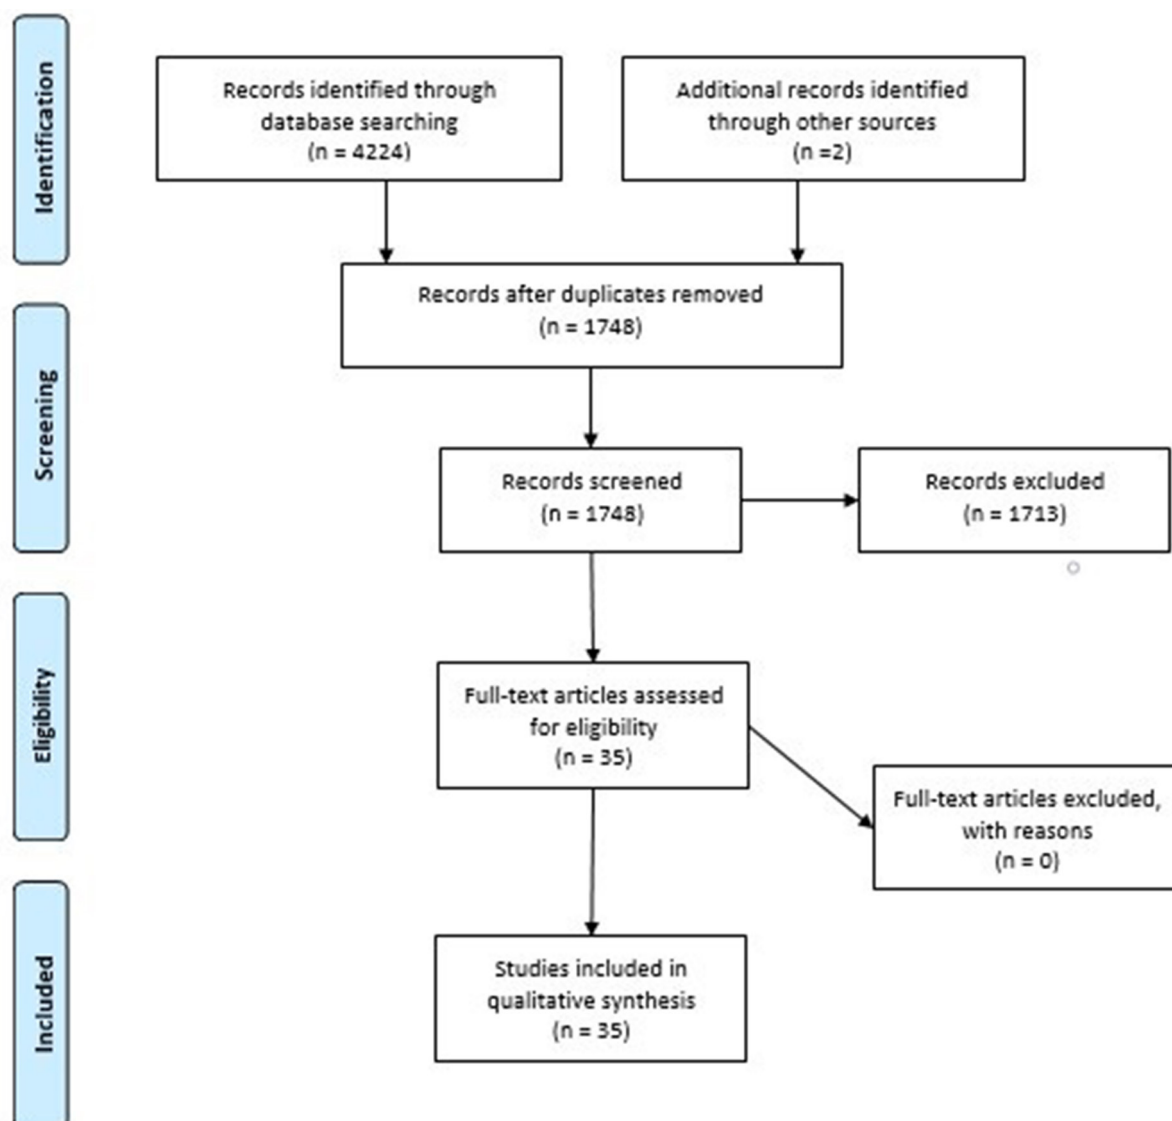 Identification
Records identified through
database searching
(n = 4224)
Additional records identified
through other sources
(n =2)
Records after duplicates removed
(n = 1748)
Screening
Records screened
(n = 1748)
Records excluded
(n = 1713)
Eligibility
Full-text articles assessed
for eligibility
(n = 35)
Full-text articles excluded,
with reasons
(n = 0)
Included
Studies included in
qualitative synthesis
(n = 35)